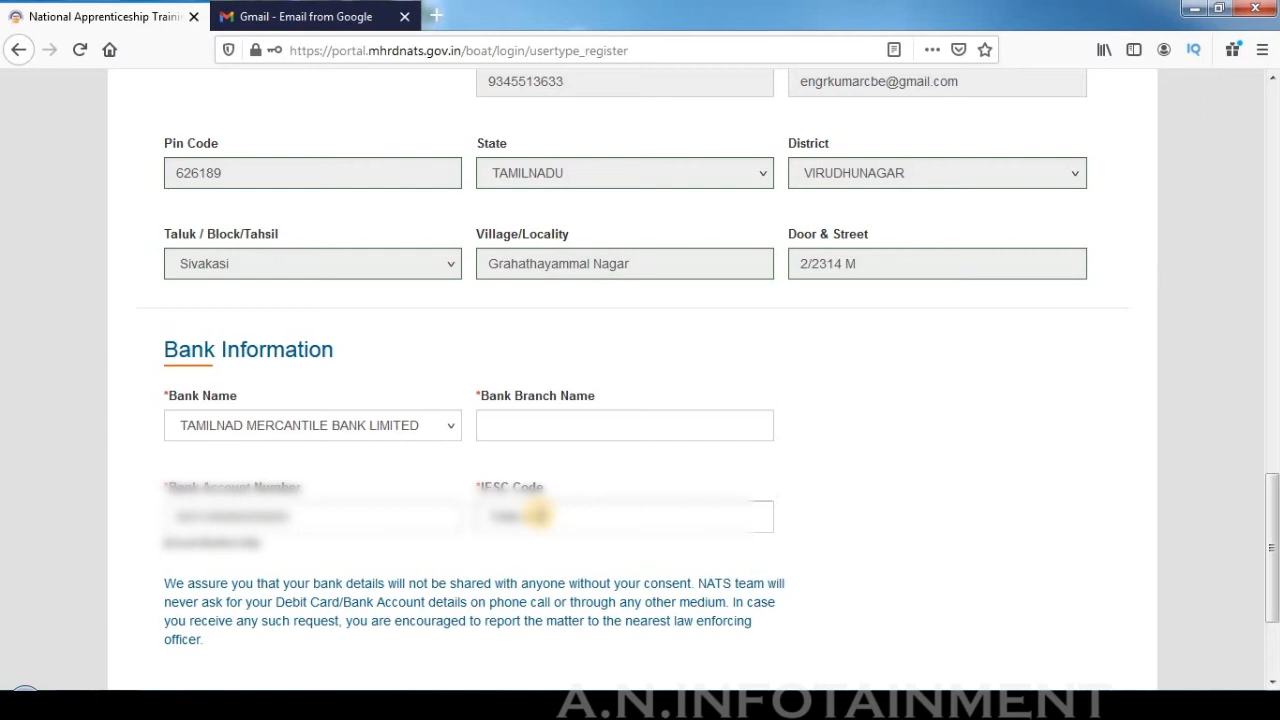 National Apprenticeship Traini
Gmail - Email from Google
https://portal.mhrdnats.gov.in/boat/login/usertype_register
IQ
9345513633
engrkumarcbe@gmail.com
Pin Code
State
District
626189
TAMILNADU
VIRUDHUNAGAR
Taluk / Block/Tahsil
Village/Locality
Door & Street
Sivakasi
Grahathayammal Nagar
2/2314 M
Bank Information
*Bank Name
*Bank Branch Name
TAMILNAD MERCANTILE BANK LIMITED
*Bank Account Number
*IFSC Code
We assure you that your bank details will not be shared with anyone without your consent. NATS team will
never ask for your Debit Card/Bank Account details on phone call or through any other medium. In case
you receive any such request, you are encouraged to report the matter to the nearest law enforcing
officer.
A.N.INFOTAINMENT